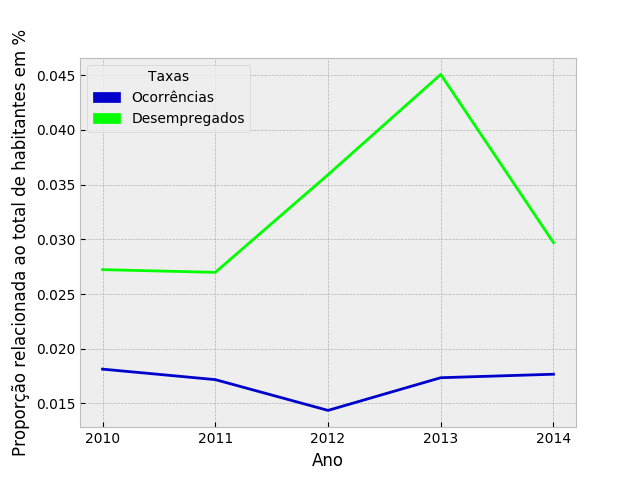 Proporção relacionada ao total de habitantes em %
0.045
0.040
0.035
0.030
0.025
0.020
0.015
Taxas
Ocorrências
Desempregados
2010
2011
2012
2013
2014
Ano